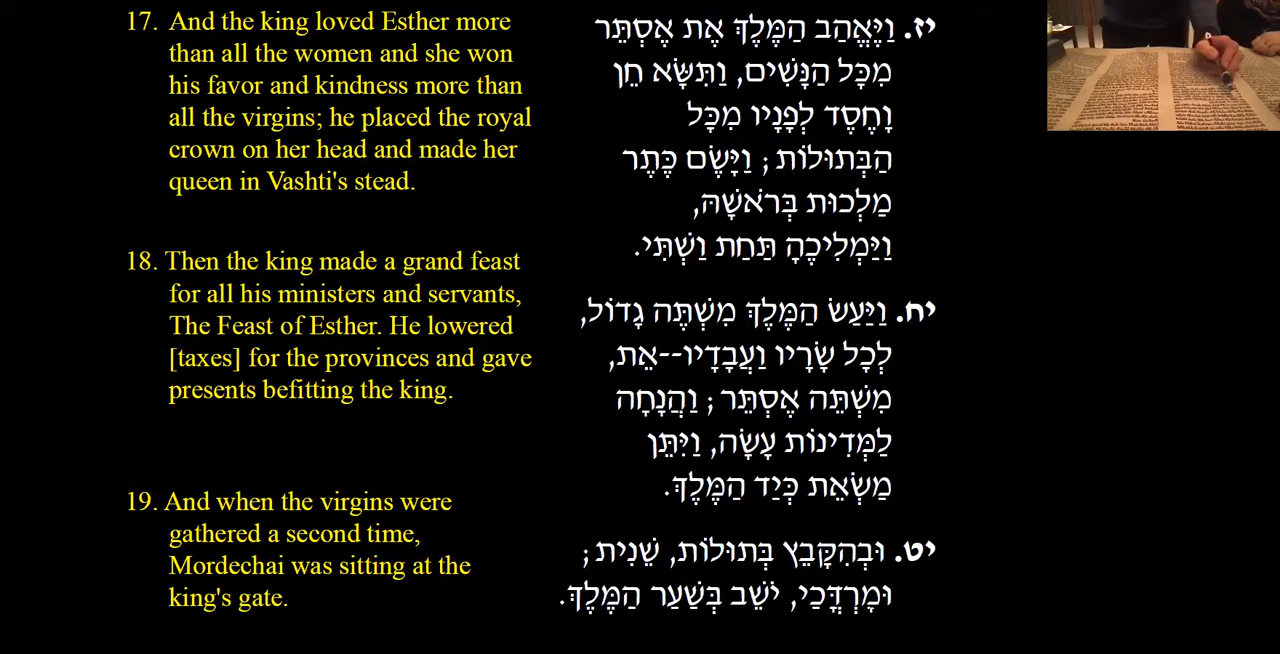 17. And the king loved Esther more
than all the women and she won
his favor and kindness more than
all the virgins; he placed the royal
crown on her head and made her
queen in Vashti's stead.
יז. וַיֶּאֱהַב הַמֶּלֶךְ אֶת אֶסְתֵּר
מִכָּל הַנָּשִׁים, וַתִּשָּׂא חֵן
וָחֶסֶד לְפָנָיו מִכָּל
הַבְּתוּלוֹת; וַיָּשֶׂם כֶּתֶר
מַלְכוּת בְּרֹאשָׁהּ,
וַיַּמְלִיכֶהָ תַּחַת וַשְׁתִּי.
18. Then the king made a grand feast
for all his ministers and servants,
The Feast of Esther. He lowered
[taxes] for the provinces and gave
presents befitting the king.
יח. וַיַּעַשׂ הַמֶּלֶךְ מִשְׁתֶּה גָדוֹל,
לְכָל שָׂרָיו וַעֲבָדָיו--אֵת,
מִשְׁתֵּה אֶסְתֵּר; וַהֲנָחָה
לַמְּדִינוֹת עָשָׂה, וַיִּתֵּן
מַשְׂאֵת כְּיַד הַמֶּלֶךְ.
19. And when the virgins were
gathered a second time,
Mordechai was sitting at the
king's gate.
יט. וּבְהִקָּבֵץ בְּתוּלוֹת, שֵׁנִית;
וּמָרְדֳּכַי, יֹשֵׁב בְּשַׁעַר הַמֶּלֶךְ.